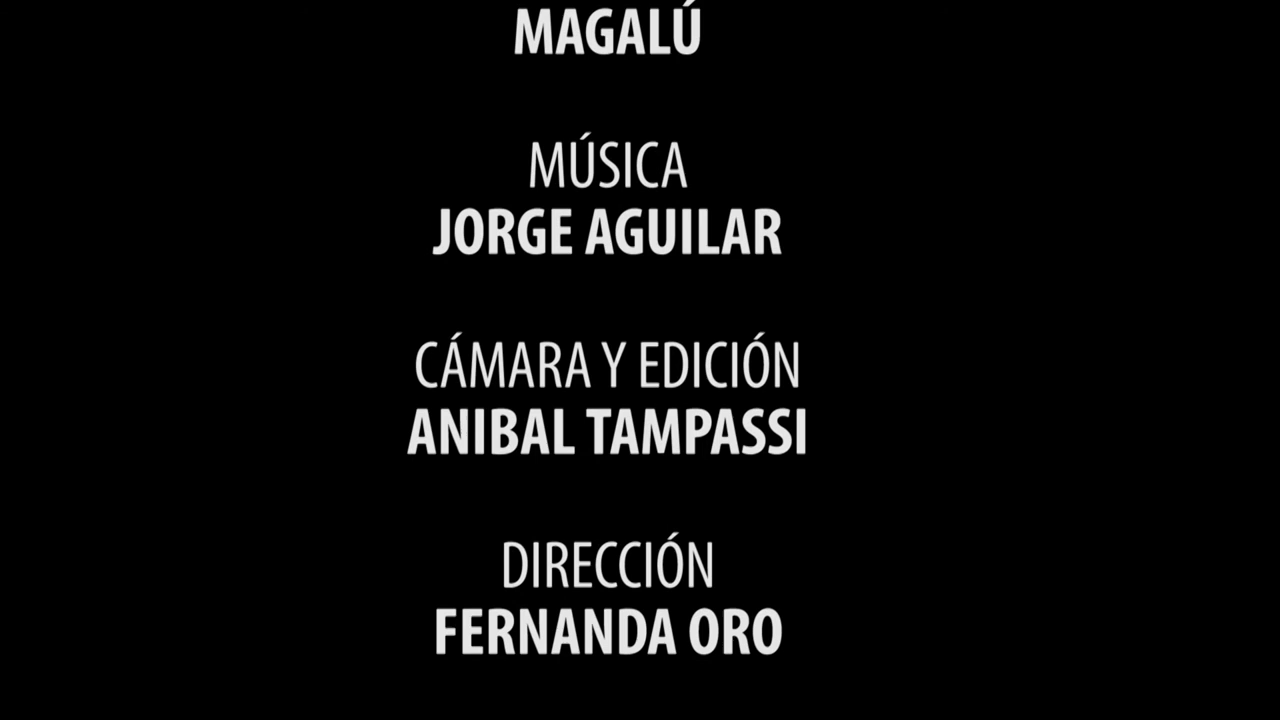 MAGALÚ
MÚSICA
JORGE AGUILAR
CÁMARA Y EDICIÓN
ANIBAL TAMPASSI
DIRECCIÓN
FERNANDA ORO